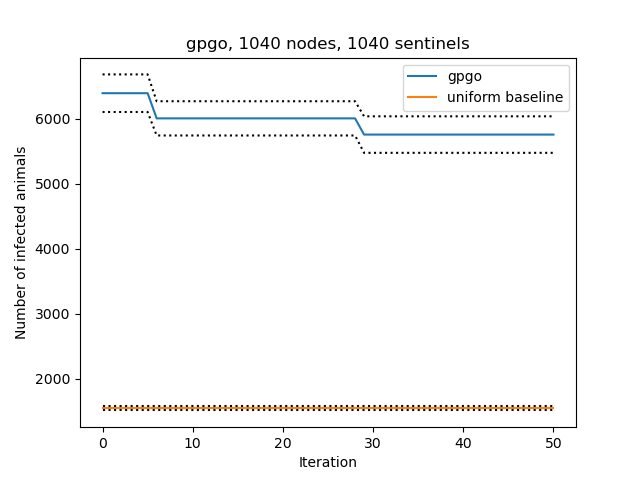 gpgo, 1040 nodes, 1040 sentinels
gpgo
uniform baseline
Number of infected animals
6000
5000
4000
3000
2000
0 10 20 30 40 50
Iteration